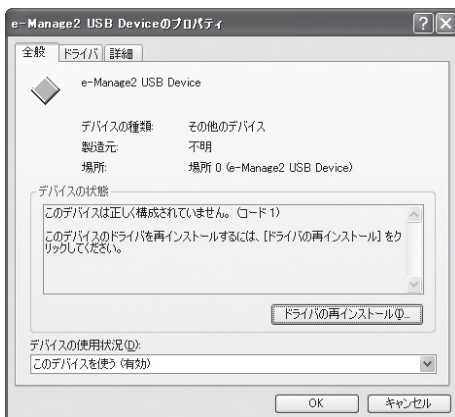 e-Manage2 USB Deviceのプロパティ
全般 ドライバ 詳細
e-Manage2 USB Device
デバイスの種類: その他のデバイス
製造元: 不明
場所: 場所 0 (e-Manage2 USB Device)
デバイスの状態
このデバイスは正しく構成されていません。 (コード 1)
このデバイスのドライバを再インストールするには、[ドライバの再インストール] をク
リックしてください。
ドライバの再インストール(I)...
デバイスの使用状況(D):
このデバイスを使う (有効)
OK キャンセル